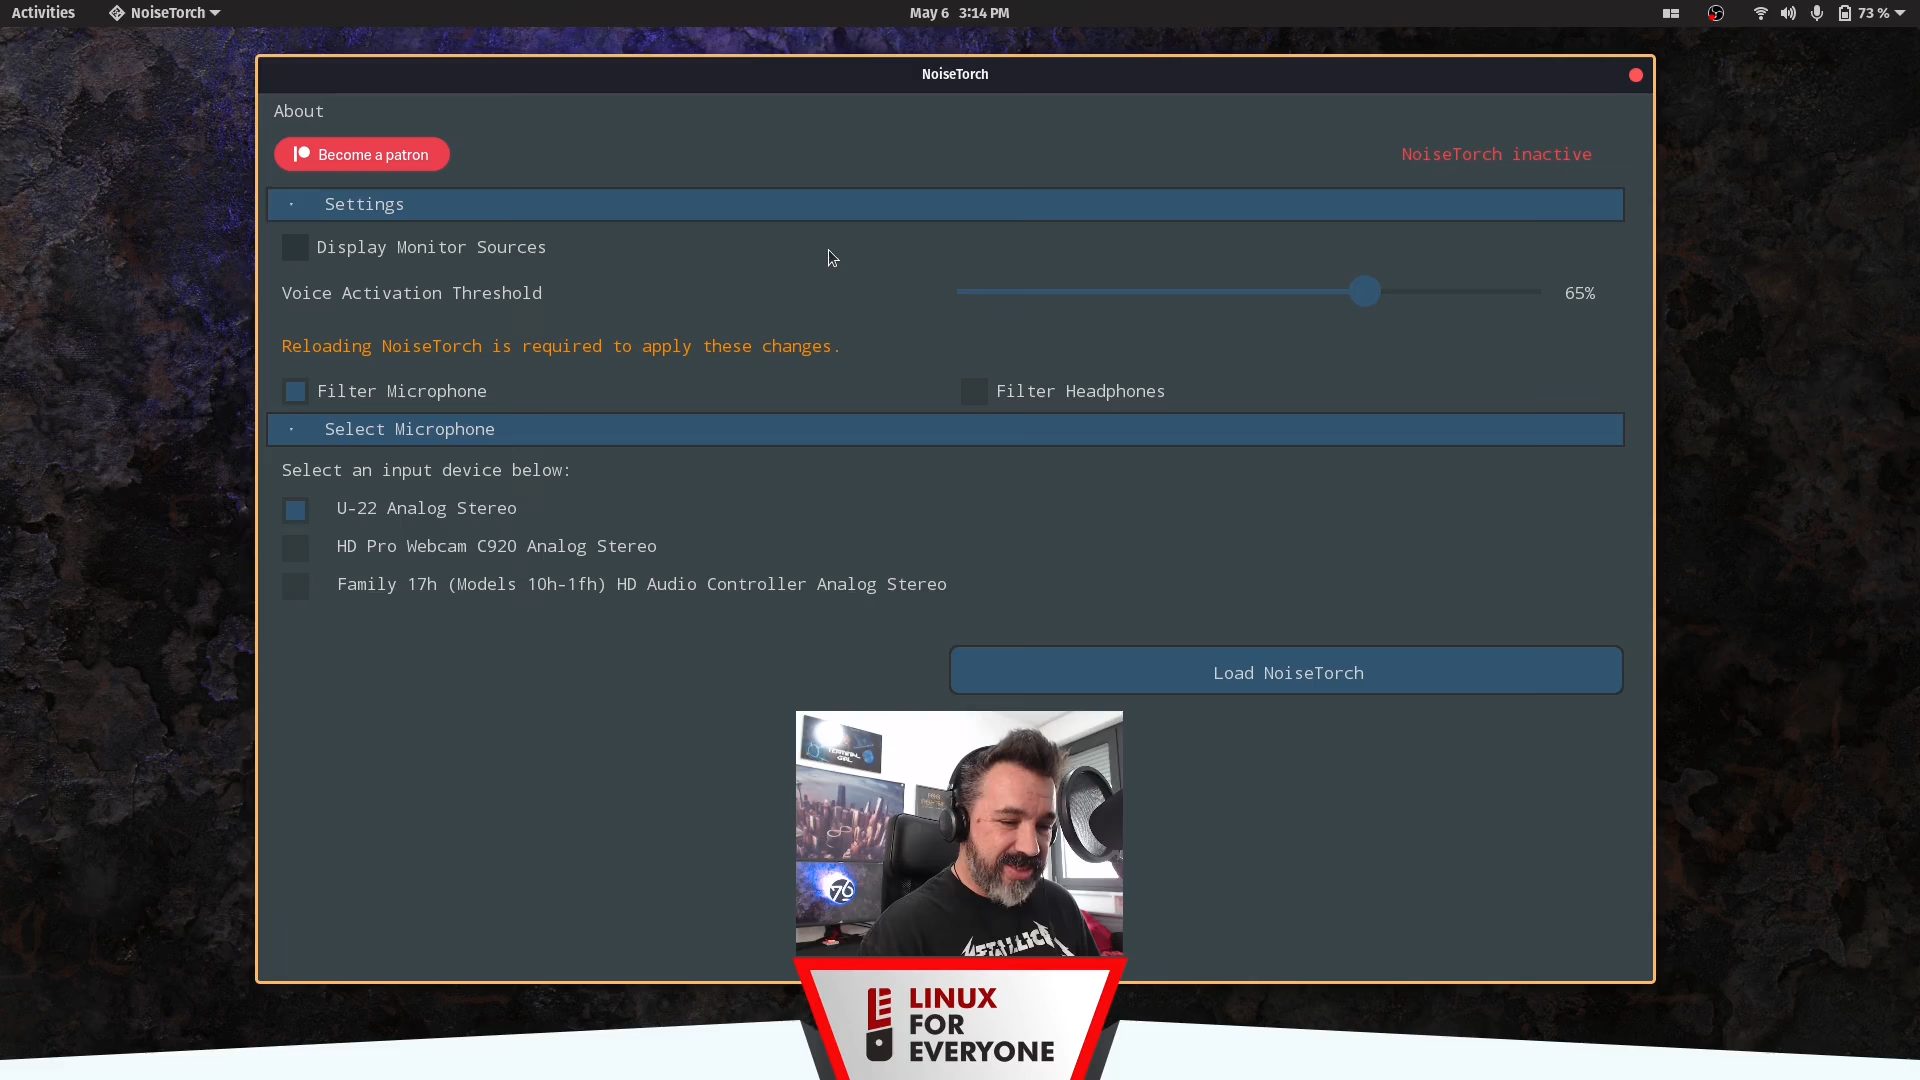 Activities
NoiseTorch
May 6 3:14 PM
73 %
NoiseTorch
About
Become a patron
NoiseTorch inactive
Settings
Display Monitor Sources
Voice Activation Threshold
65%
Reloading NoiseTorch is required to apply these changes.
Filter Microphone
Filter Headphones
Select Microphone
Select an input device below:
U-22 Analog Stereo
HD Pro Webcam C920 Analog Stereo
Family 17h (Models 10h-1fh) HD Audio Controller Analog Stereo
Load NoiseTorch
TERMINAL
76
METALLICA
LINUX
FOR
EVERYONE